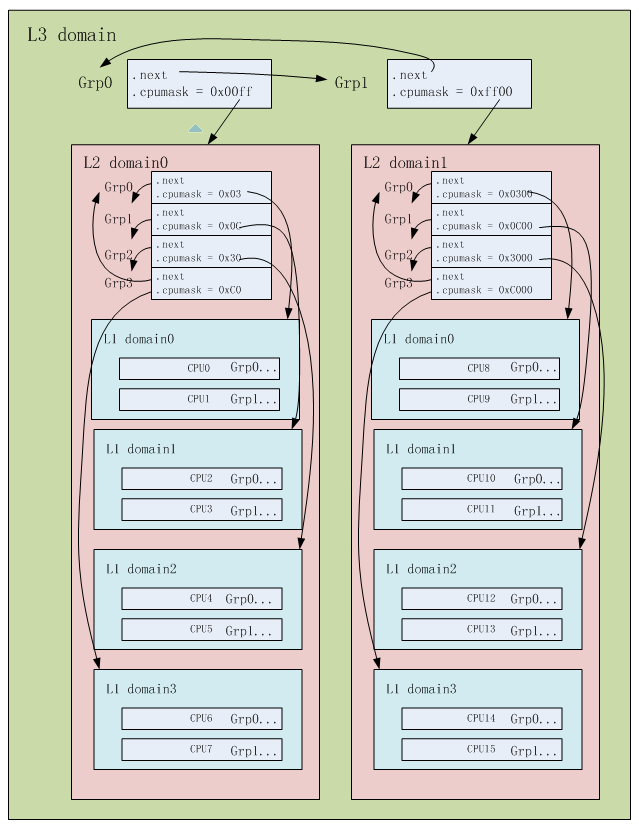 L3 domain
Grp0
.next
.cpumask = 0x00ff
Grp1
.next
.cpumask = 0xff00
L2 domain0
Grp0
.next
.cpumask = 0x03
Grp1
.next
.cpumask = 0x0C
Grp2
.next
.cpumask = 0x30
Grp3
.next
.cpumask = 0xC0
L1 domain0
CPU0 Grp0...
CPU1 Grp1...
L1 domain1
CPU2 Grp0...
CPU3 Grp1...
L1 domain2
CPU4 Grp0...
CPU5 Grp1...
L1 domain3
CPU6 Grp0...
CPU7 Grp1...
L2 domain1
Grp0
.next
.cpumask = 0x0300
Grp1
.next
.cpumask = 0x0C00
Grp2
.next
.cpumask = 0x3000
Grp3
.next
.cpumask = 0xC000
L1 domain0
CPU8 Grp0...
CPU9 Grp1...
L1 domain1
CPU10 Grp0...
CPU11 Grp1...
L1 domain2
CPU12 Grp0...
CPU13 Grp1...
L1 domain3
CPU14 Grp0...
CPU15 Grp1...